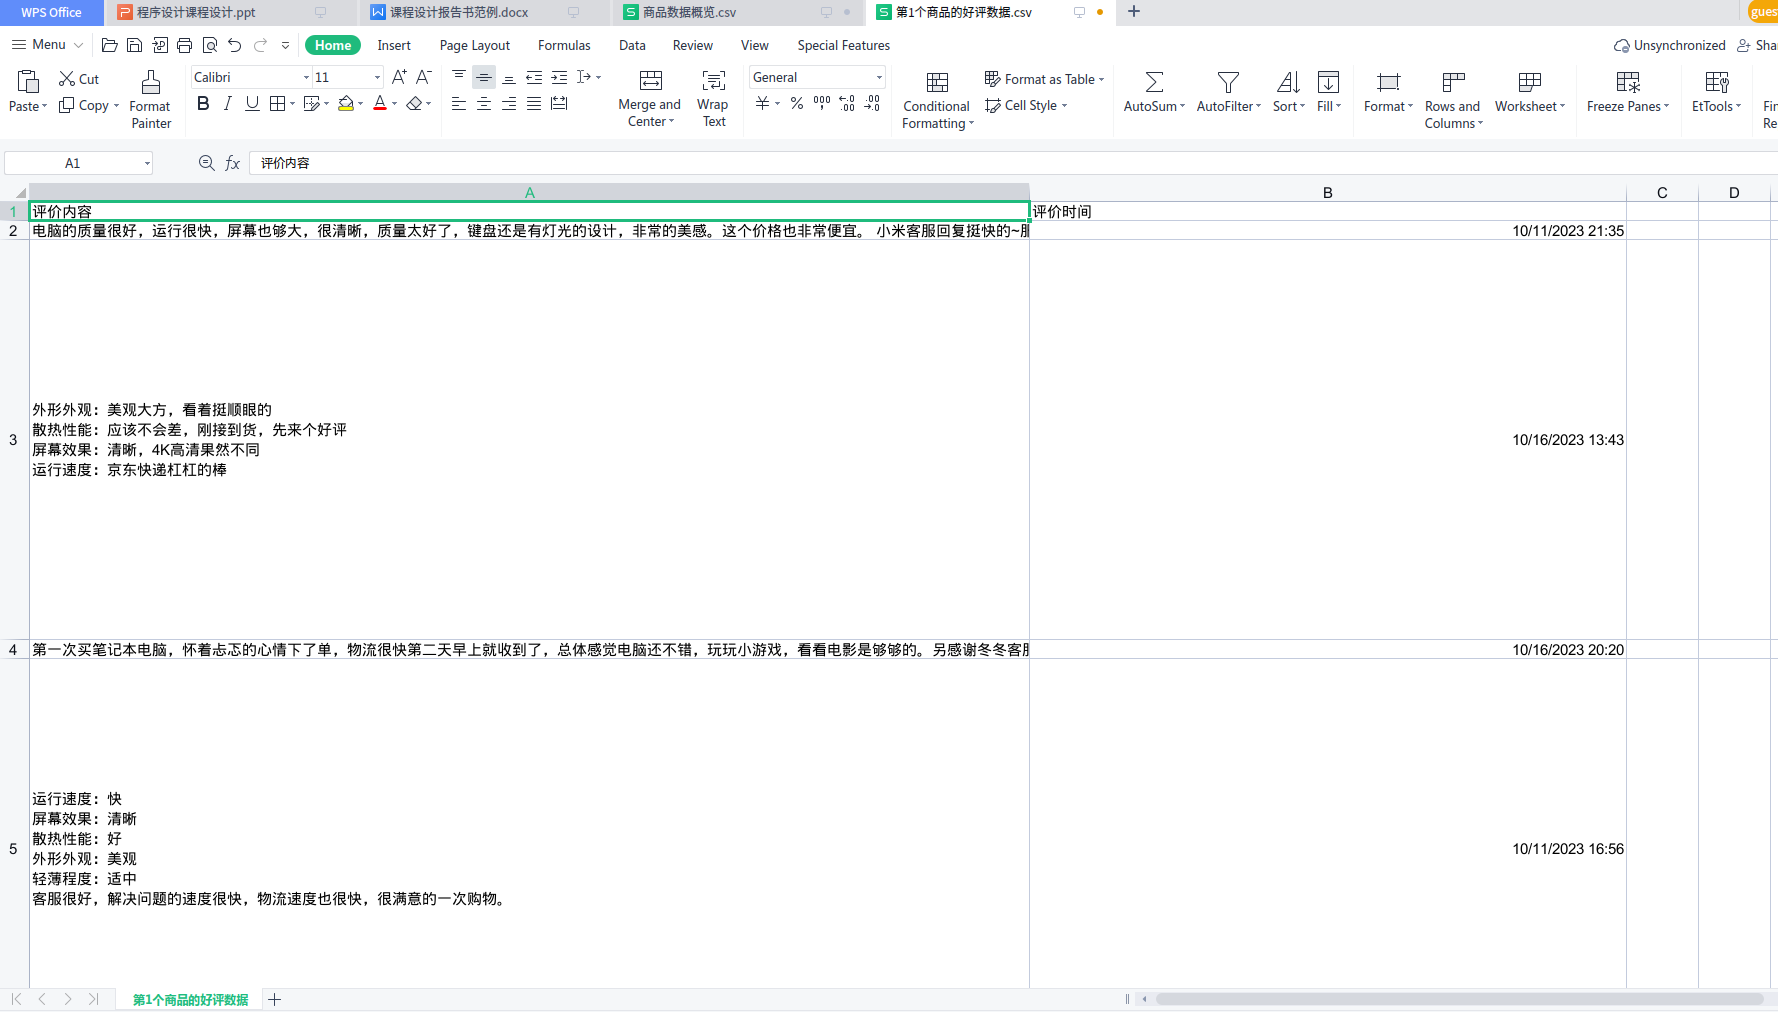 WPS Office
程序设计课程设计.ppt
课程设计报告书范例.docx
商品数据概览.csv
第1个商品的好评数据.csv
Menu
Home
Insert
Page Layout
Formulas
Data
Review
View
Special Features
Unsynchronized
Paste
Cut
Copy
Format Painter
Calibri
11
Merge and Center
Wrap Text
General
Conditional Formatting
Format as Table
Cell Style
AutoSum
AutoFilter
Sort
Fill
Format
Rows and Columns
Worksheet
Freeze Panes
EtTools
A1
fx
评价内容
A B C D
1 评价内容 评价时间
2 电脑的质量很好，运行很快，屏幕也够大，很清晰，质量太好了，键盘还是有灯光的设计，非常的美感。这个价格也非常便宜。 小米客服回复挺快的~ 10/11/2023 21:35
外形外观：美观大方，看着挺顺眼的
散热性能：应该不会差，刚接到货，先来个好评
3 10/16/2023 13:43
屏幕效果：清晰，4K高清果然不同
运行速度：京东快递杠杠的棒
4 第一次买笔记本电脑，怀着忐忑的心情下了单，物流很快第二天早上就收到了，总体感觉电脑还不错，玩玩小游戏，看看电影是够够的。另感谢冬冬客 10/16/2023 20:20
运行速度：快
屏幕效果：清晰
散热性能：好
5 10/11/2023 16:56
外形外观：美观
轻薄程度：适中
客服很好，解决问题的速度很快，物流速度也很快，很满意的一次购物。
第1个商品的好评数据